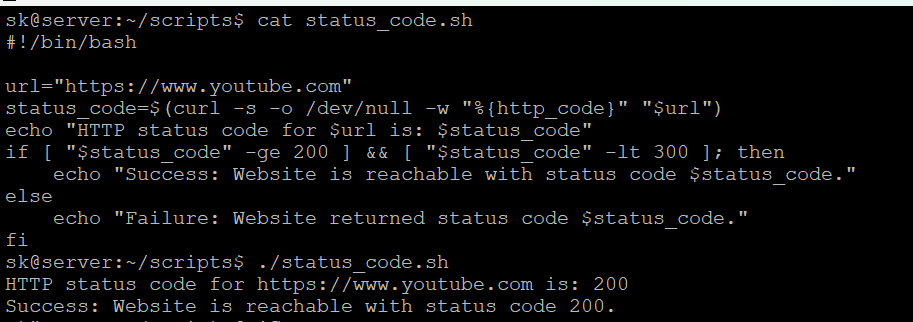 sk@server:~/scripts$ cat status_code.sh
#!/bin/bash
url="https://www.youtube.com"
status_code=$(curl -s -o /dev/null -w "%{http_code}" "$url")
echo "HTTP status code for $url is: $status_code"
if [ "$status_code" -ge 200 ] && [ "$status_code" -lt 300 ]; then
    echo "Success: Website is reachable with status code $status_code."
else
    echo "Failure: Website returned status code $status_code."
fi
sk@server:~/scripts$ ./status_code.sh
HTTP status code for https://www.youtube.com is: 200
Success: Website is reachable with status code 200.